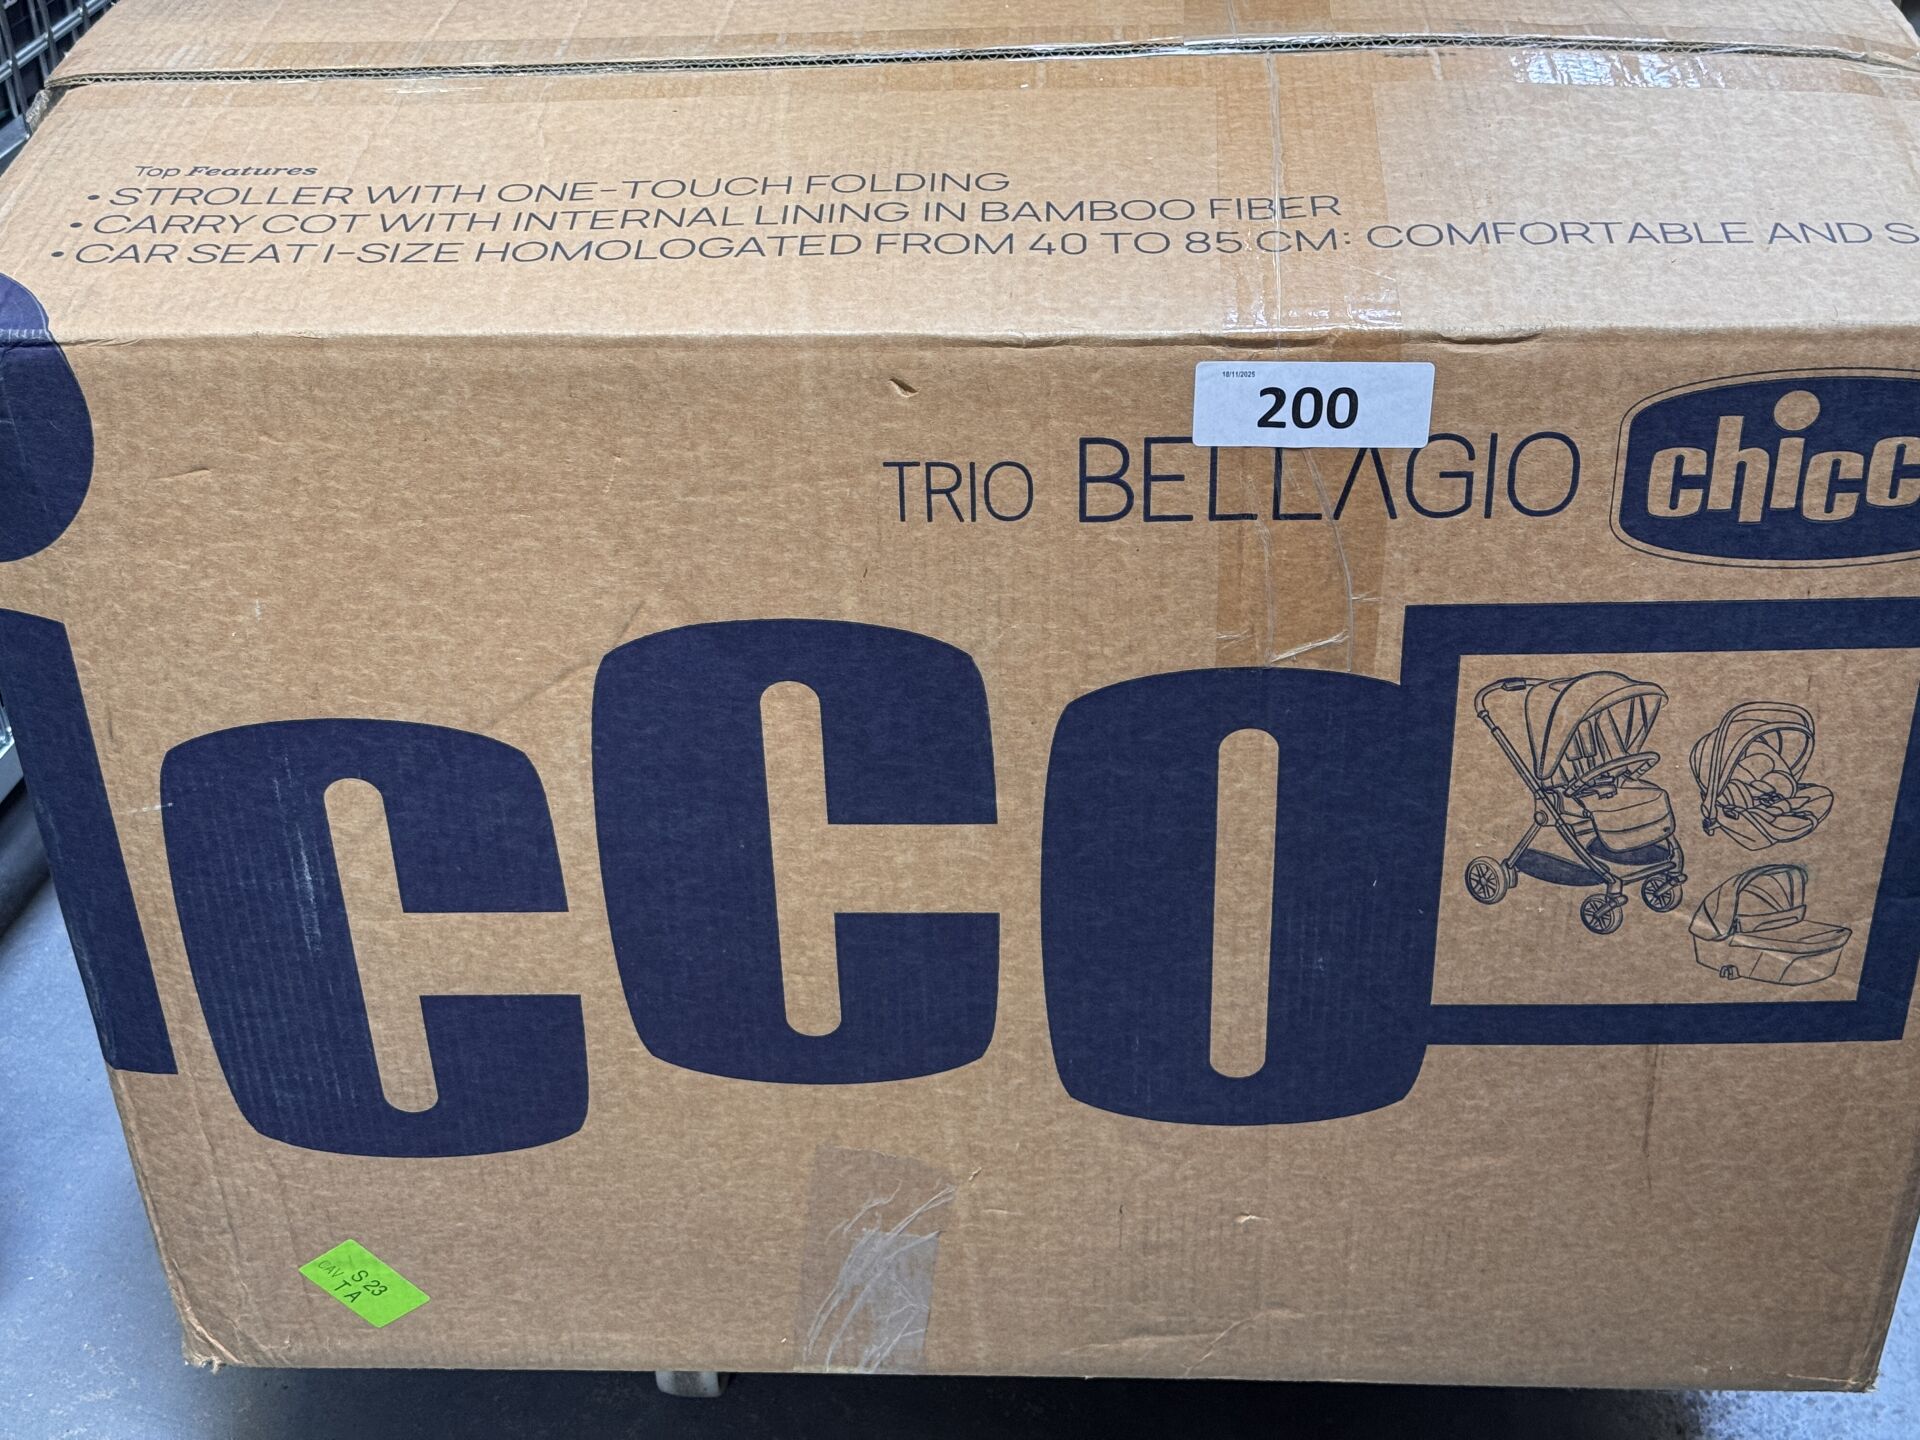 Top Features
• STROLLER WITH ONE-TOUCH FOLDING
• CARRY COT WITH INTERNAL LINING IN BAMBOO FIBER
• CAR SEAT I-SIZE HOMOLOGATED FROM 40 TO 85 CM: COMFORTABLE AND S
18/11/2025
200
TRIO BELLAGIO
chicc
icco
CAV S 23
T A